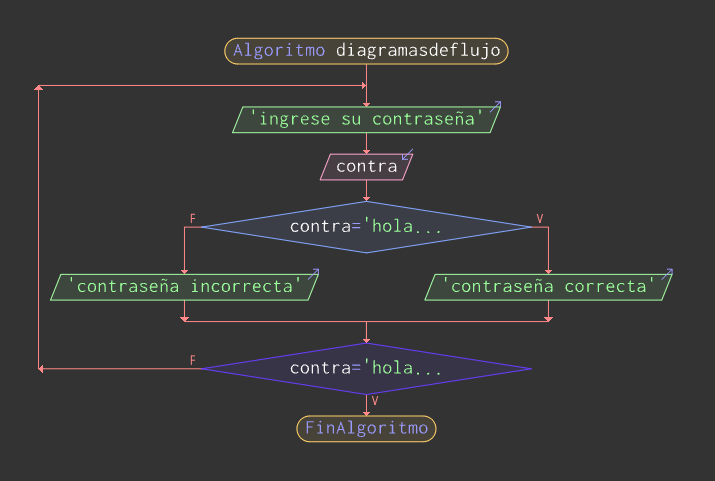 Algoritmo diagramasdeflujo
'ingrese su contraseña'
contra
contra='hola...
F
V
'contraseña incorrecta'
'contraseña correcta'
contra='hola...
F
V
FinAlgoritmo